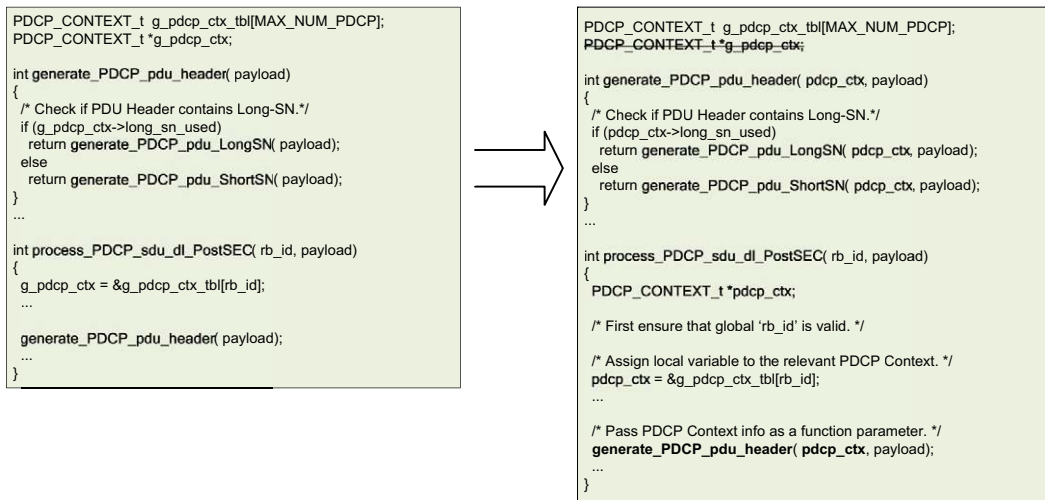 PDCP_CONTEXT_t g_pdcp_ctx_tbl[MAX_NUM_PDCP];
PDCP_CONTEXT_t *g_pdcp_ctx;
int generate_PDCP_pdu_header( payload)
{
/* Check if PDU Header contains Long-SN.*/
if (g_pdcp_ctx->long_sn_used)
return generate_PDCP_pdu_LongSN( payload);
else
return generate_PDCP_pdu_ShortSN( payload);
}
...
int process_PDCP_sdu_dl_PostSEC( rb_id, payload)
{
g_pdcp_ctx = &g_pdcp_ctx_tbl[rb_id];
...
generate_PDCP_pdu_header( payload);
...
}
PDCP_CONTEXT_t g_pdcp_ctx_tbl[MAX_NUM_PDCP];
PDCP_CONTEXT_t *g_pdcp_ctx;
int generate_PDCP_pdu_header( pdcp_ctx, payload)
{
/* Check if PDU Header contains Long-SN.*/
if (pdcp_ctx->long_sn_used)
return generate_PDCP_pdu_LongSN( pdcp_ctx, payload);
else
return generate_PDCP_pdu_ShortSN( pdcp_ctx, payload);
}
...
int process_PDCP_sdu_dl_PostSEC( rb_id, payload)
{
PDCP_CONTEXT_t *pdcp_ctx;
/* First ensure that global ‘rb_id’ is valid. */
/* Assign local variable to the relevant PDCP Context. */
pdcp_ctx = &g_pdcp_ctx_tbl[rb_id];
...
/* Pass PDCP Context info as a function parameter. */
generate_PDCP_pdu_header( pdcp_ctx, payload);
...
}